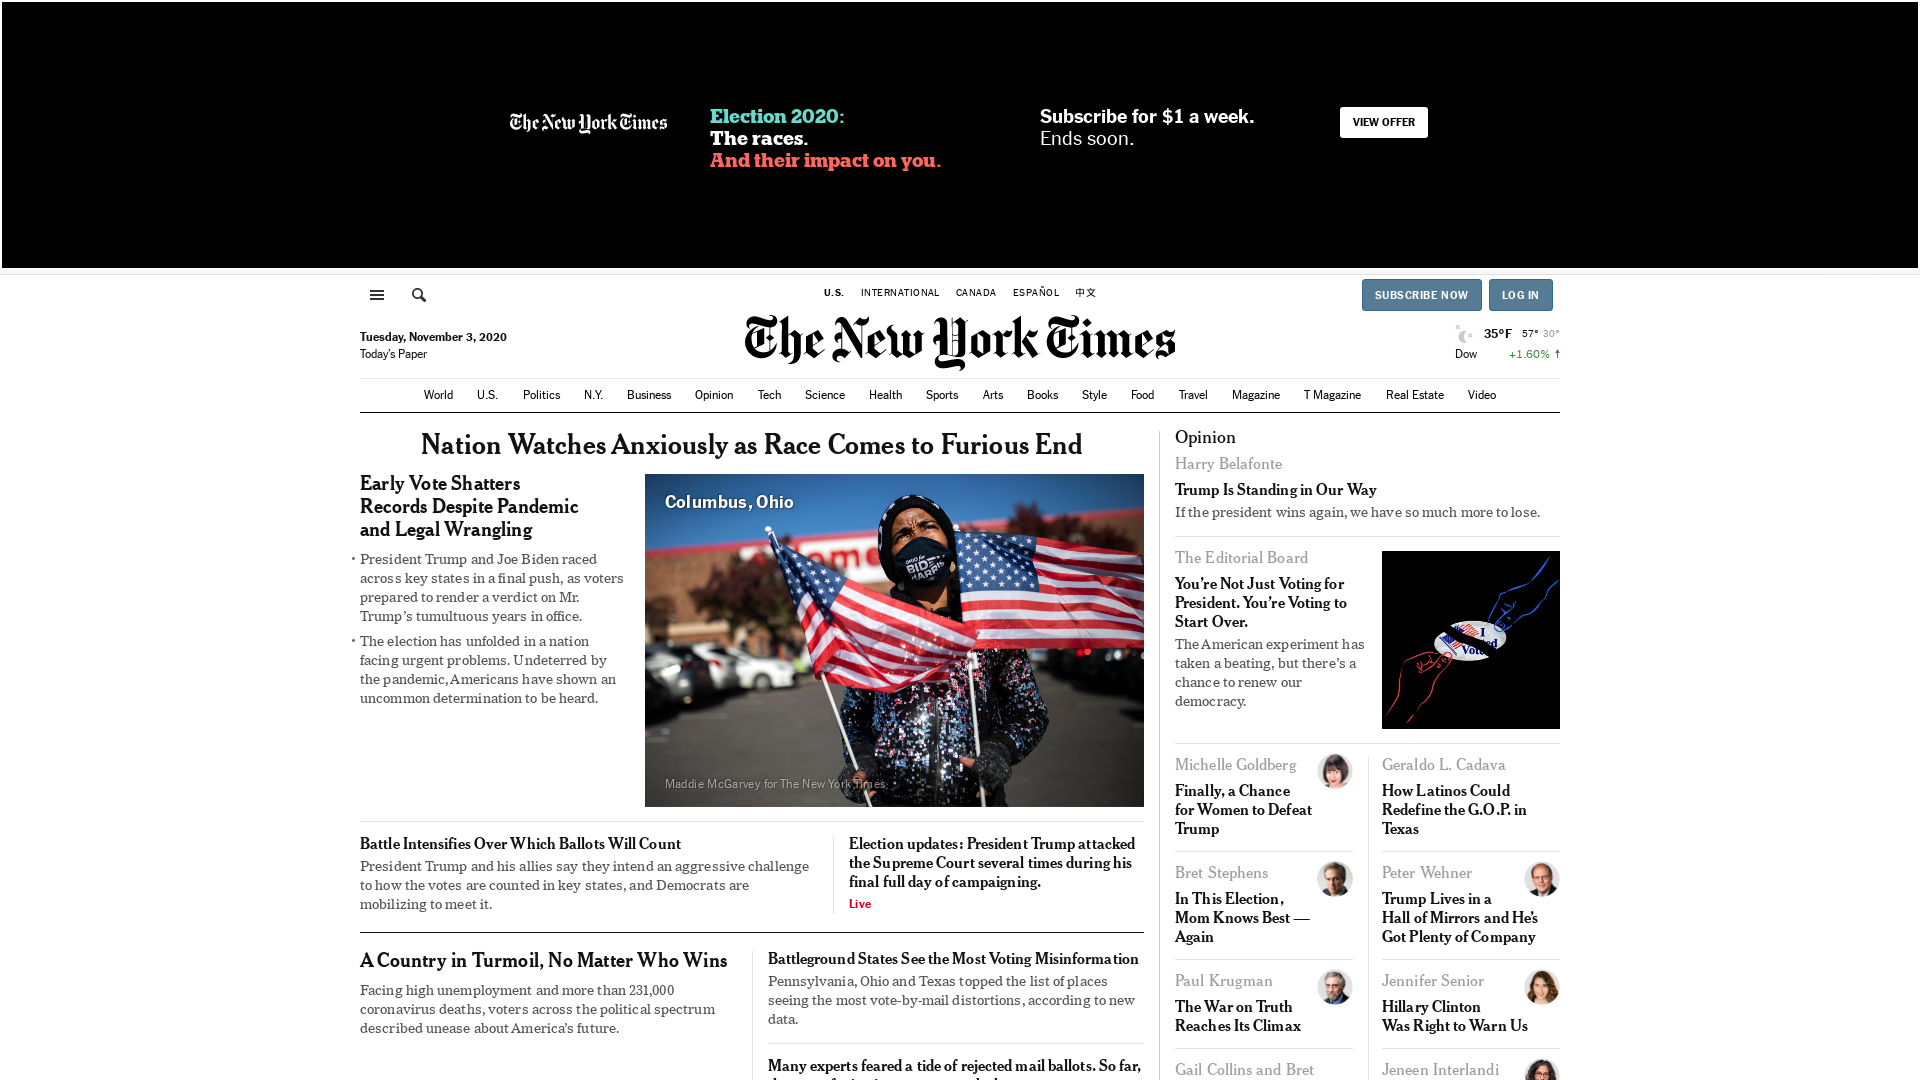 The New York Times
Election 2020:
The races.
And their impact on you.
Subscribe for $1 a week.
Ends soon.
VIEW OFFER
U.S. INTERNATIONAL CANADA ESPAÑOL 中文
SUBSCRIBE NOW LOG IN
Tuesday, November 3, 2020
Today's Paper
The New York Times
35°F 57° 30°
Dow +1.60% ↑
World U.S. Politics N.Y. Business Opinion Tech Science Health Sports Arts Books Style Food Travel Magazine T Magazine Real Estate Video
Nation Watches Anxiously as Race Comes to Furious End
Early Vote Shatters
Records Despite Pandemic
and Legal Wrangling
• President Trump and Joe Biden raced
across key states in a final push, as voters
prepared to render a verdict on Mr.
Trump's tumultuous years in office.
• The election has unfolded in a nation
facing urgent problems. Undeterred by
the pandemic, Americans have shown an
uncommon determination to be heard.
Columbus, Ohio
OHIO for
BIDEN
HARRIS
Maddie McGarvey for The New York Times
Battle Intensifies Over Which Ballots Will Count
President Trump and his allies say they intend an aggressive challenge
to how the votes are counted in key states, and Democrats are
mobilizing to meet it.
Election updates: President Trump attacked
the Supreme Court several times during his
final full day of campaigning.
Live
A Country in Turmoil, No Matter Who Wins
Facing high unemployment and more than 231,000
coronavirus deaths, voters across the political spectrum
described unease about America's future.
Battleground States See the Most Voting Misinformation
Pennsylvania, Ohio and Texas topped the list of places
seeing the most vote-by-mail distortions, according to new
data.
Many experts feared a tide of rejected mail ballots. So far,
Opinion
Harry Belafonte
Trump Is Standing in Our Way
If the president wins again, we have so much more to lose.
The Editorial Board
You're Not Just Voting for
President. You're Voting to
Start Over.
The American experiment has
taken a beating, but there's a
chance to renew our
democracy.
I
Voted
Michelle Goldberg
Finally, a Chance
for Women to Defeat
Trump
Geraldo L. Cadava
How Latinos Could
Redefine the G.O.P. in
Texas
Bret Stephens
In This Election,
Mom Knows Best —
Again
Peter Wehner
Trump Lives in a
Hall of Mirrors and He's
Got Plenty of Company
Paul Krugman
The War on Truth
Reaches Its Climax
Jennifer Senior
Hillary Clinton
Was Right to Warn Us
Gail Collins and Bret
Jeneen Interlandi